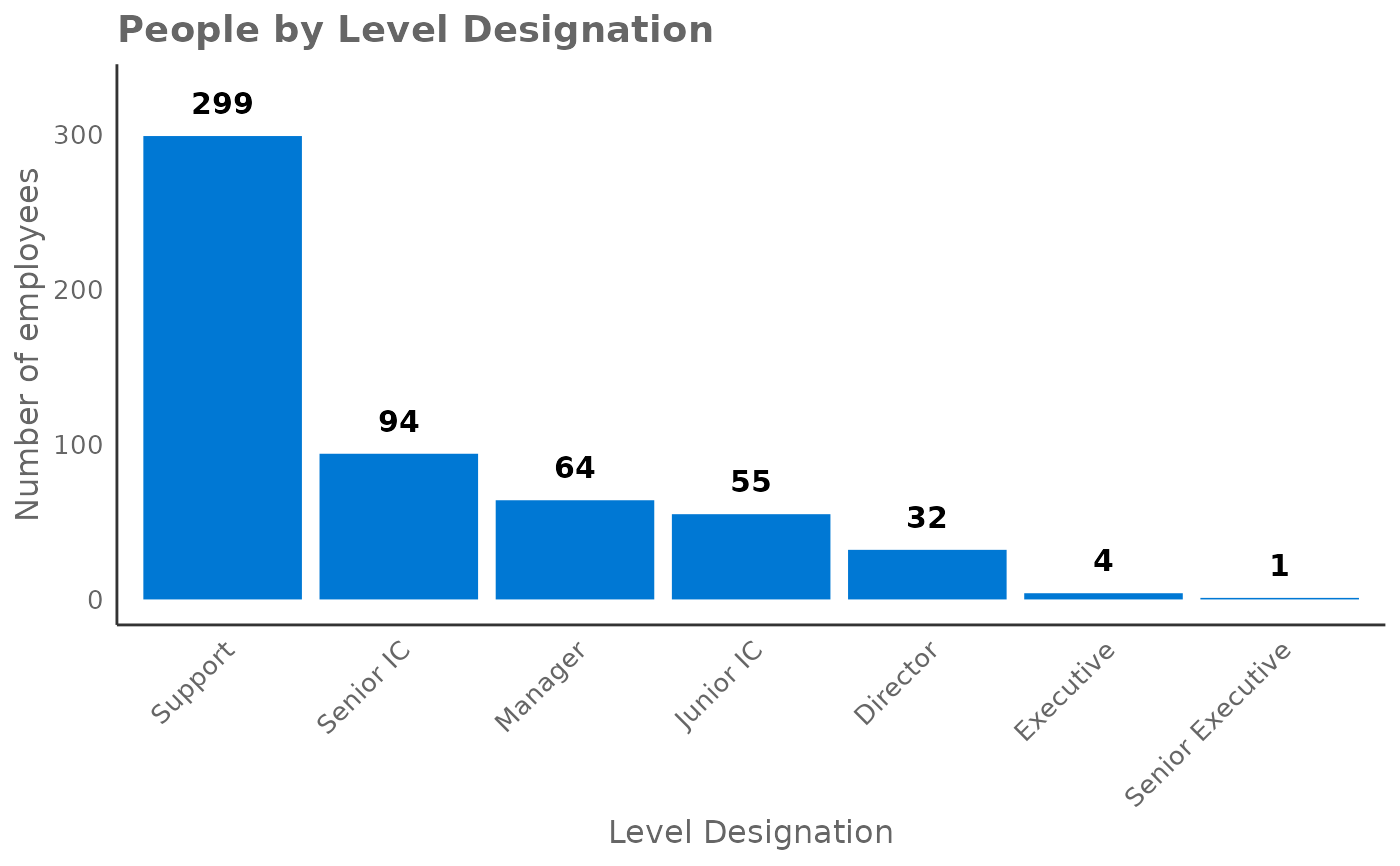 People by Level Designation
Number of employees
300
200
100
0
299
94
64
55
32
4
1
Support
Senior IC
Manager
Junior IC
Director
Executive
Senior Executive
Level Designation